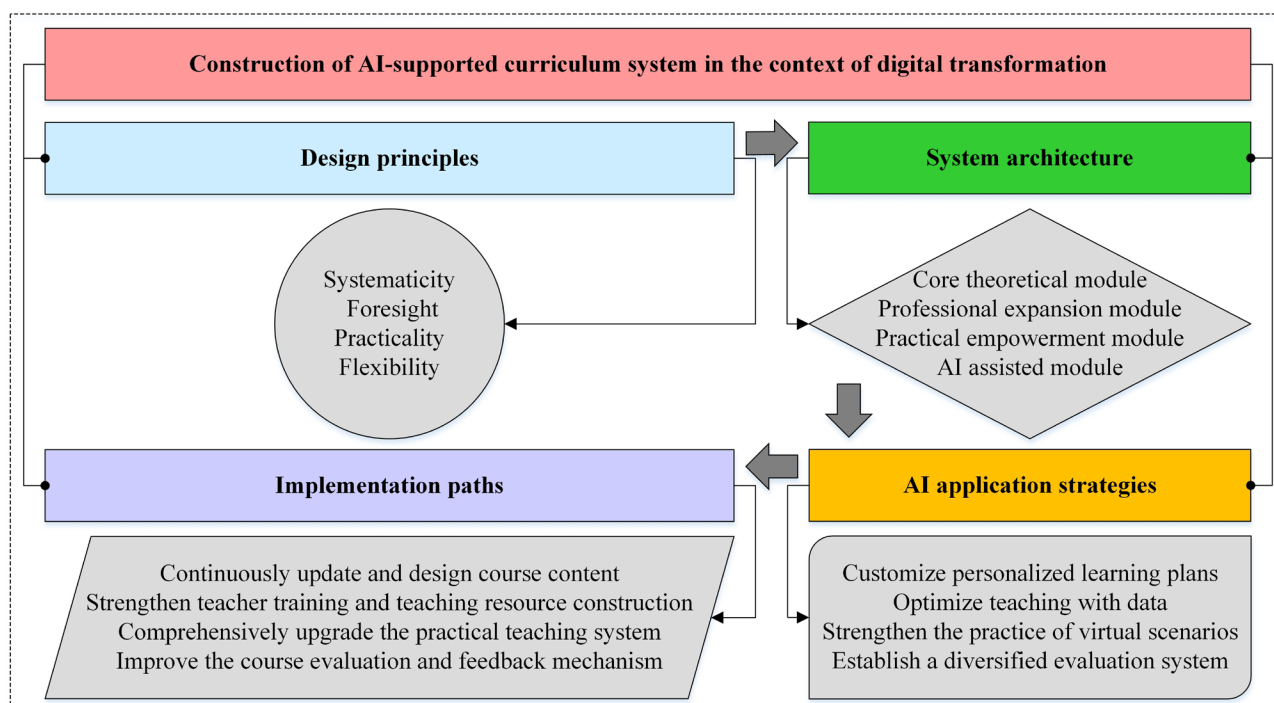 Construction of AI-supported curriculum system in the context of digital transformation
Design principles
System architecture
Systematicity
Foresight
Practicality
Flexibility
Core theoretical module
Professional expansion module
Practical empowerment module
AI assisted module
Implementation paths
AI application strategies
Continuously update and design course content
Strengthen teacher training and teaching resource construction
Comprehensively upgrade the practical teaching system
Improve the course evaluation and feedback mechanism
Customize personalized learning plans
Optimize teaching with data
Strengthen the practice of virtual scenarios
Establish a diversified evaluation system